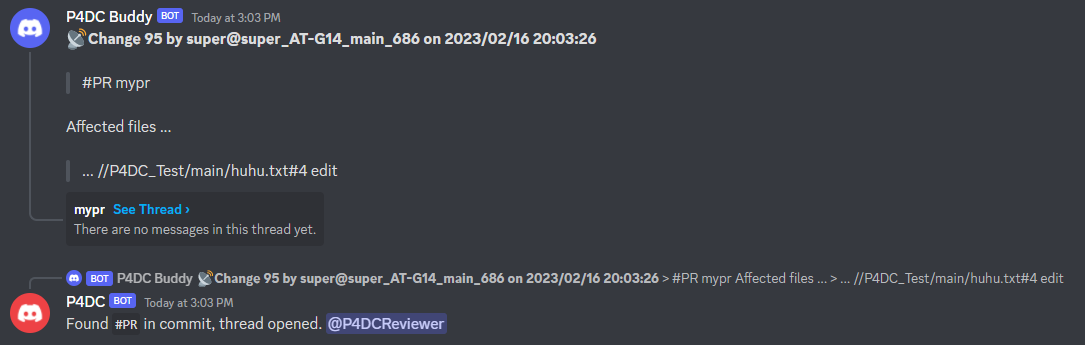 P4DC Buddy BOT Today at 3:03 PM
📡Change 95 by super@super_AT-G14_main_686 on 2023/02/16 20:03:26
#PR mypr
Affected files ...
... //P4DC_Test/main/huhu.txt#4 edit
mypr See Thread ›
There are no messages in this thread yet.
BOT P4DC Buddy 📡Change 95 by super@super_AT-G14_main_686 on 2023/02/16 20:03:26 > #PR mypr Affected files ... > ... //P4DC_Test/main/huhu.txt#4 edit
P4DC BOT Today at 3:03 PM
Found #PR in commit, thread opened. @P4DCReviewer